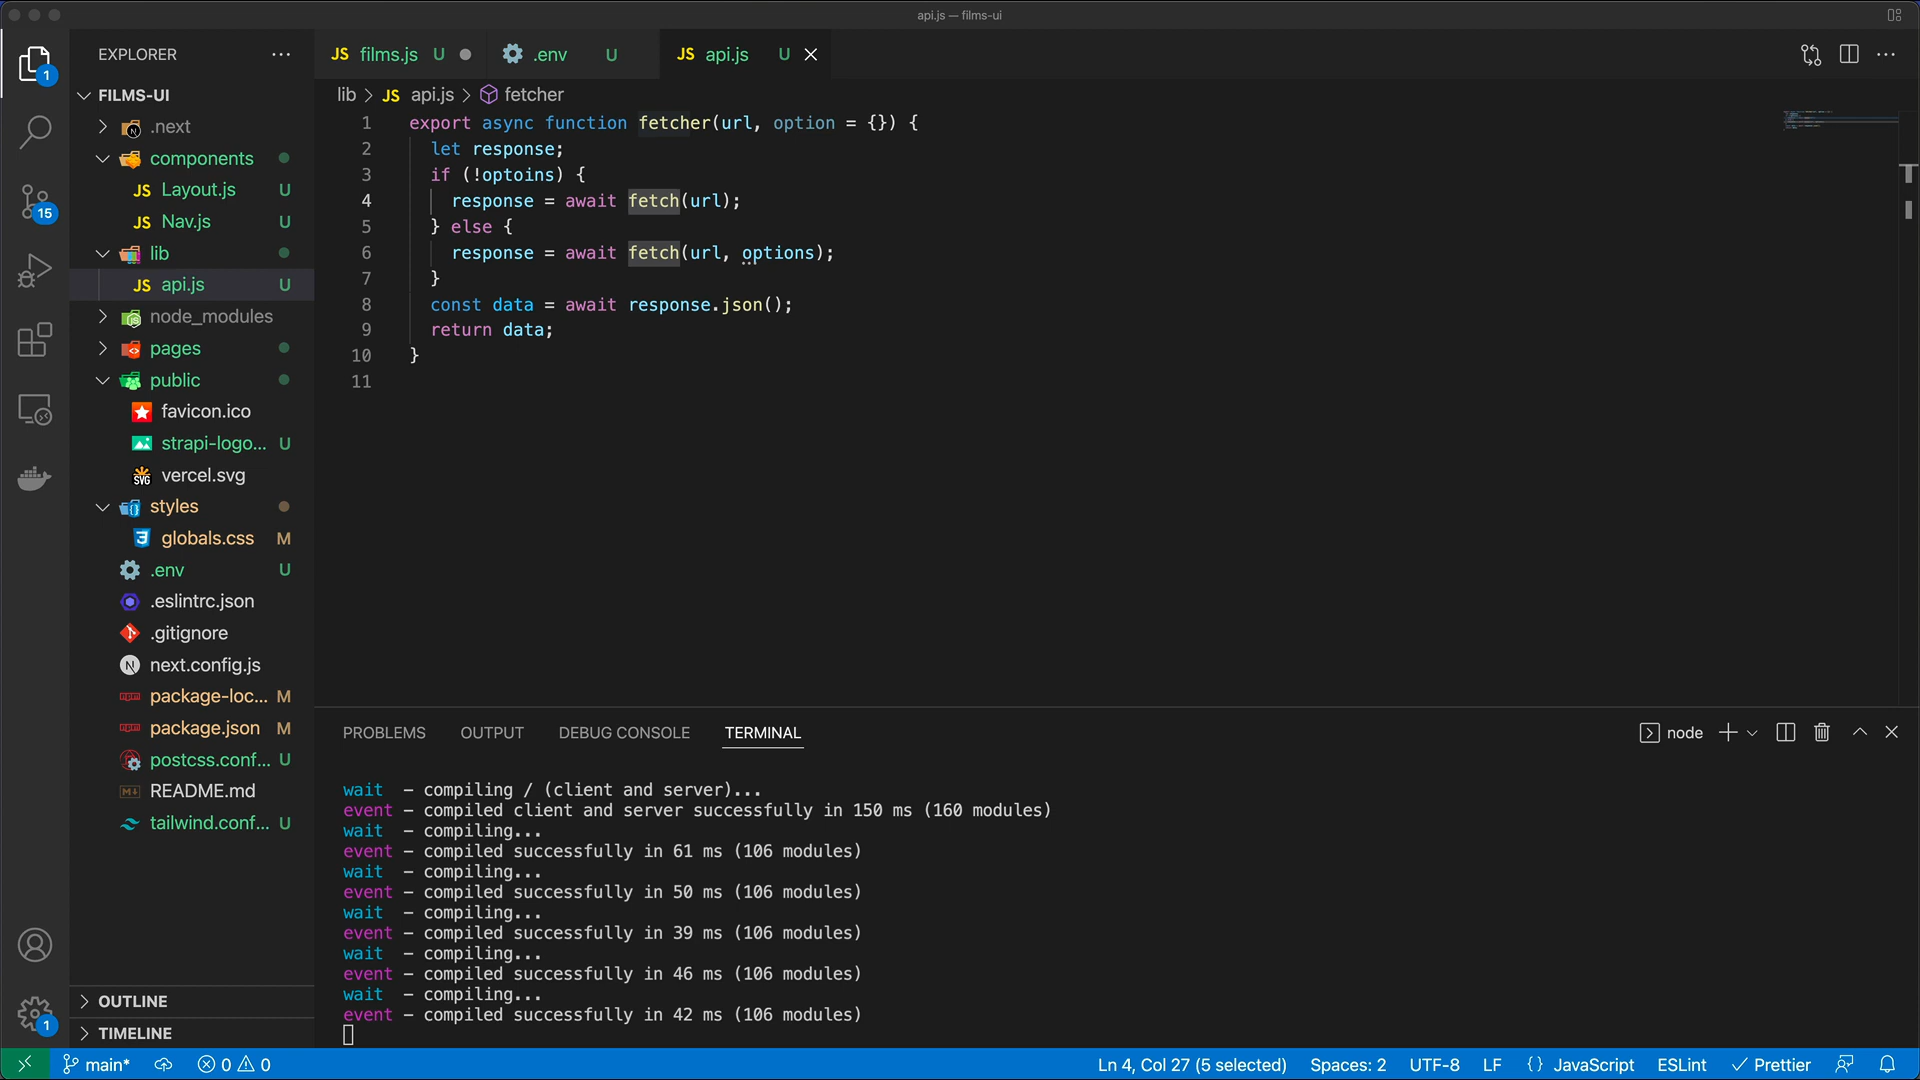 api.js — films-ui
EXPLORER
JS films.js U
.env U
JS api.js U
1
FILMS-UI
lib > JS api.js > fetcher
.next
components
JS Layout.js U
JS Nav.js U
lib
JS api.js U
node_modules
pages
public
favicon.ico
strapi-logo... U
SVG vercel.svg
styles
globals.css M
.env U
.eslintrc.json
.gitignore
N next.config.js
package-loc... M
package.json M
postcss.conf... U
README.md
tailwind.conf... U
OUTLINE
TIMELINE
15
1
1 export async function fetcher(url, option = {}) {
2 let response;
3 if (!optoins) {
4 response = await fetch(url);
5 } else {
6 response = await fetch(url, options);
7 }
8 const data = await response.json();
9 return data;
10 }
11
PROBLEMS OUTPUT DEBUG CONSOLE TERMINAL
node
wait – compiling / (client and server)...
event – compiled client and server successfully in 150 ms (160 modules)
wait – compiling...
event – compiled successfully in 61 ms (106 modules)
wait – compiling...
event – compiled successfully in 50 ms (106 modules)
wait – compiling...
event – compiled successfully in 39 ms (106 modules)
wait – compiling...
event – compiled successfully in 46 ms (106 modules)
wait – compiling...
event – compiled successfully in 42 ms (106 modules)
main* 0 0 Ln 4, Col 27 (5 selected) Spaces: 2 UTF-8 LF {} JavaScript ESLint Prettier